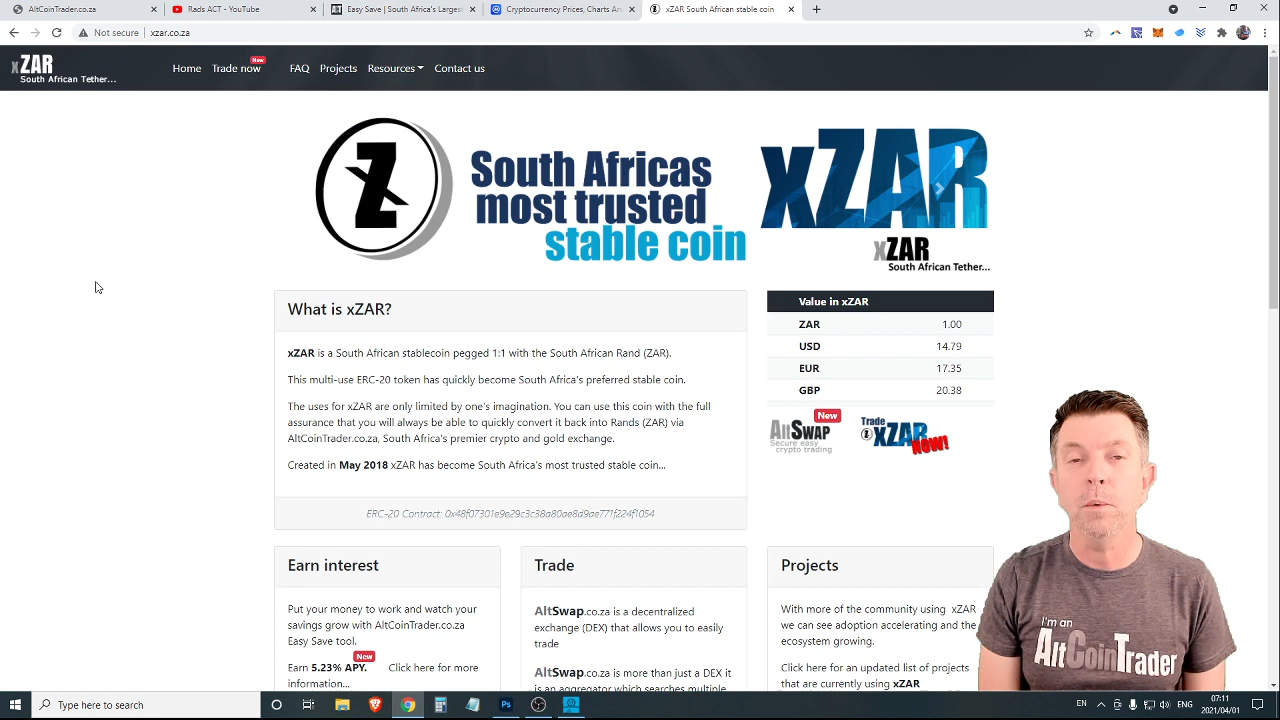 AltCoinTrader.co.za
Rads ACT - YouTube
Easy Save | South Africa's Largest
Cryptocurrency Prices, Charts An
xZAR South African stable coin
Not secure
xzar.co.za
xZAR
South African Tether...
Home
Trade now
New
FAQ
Projects
Resources
Contact us
South Africas
most trusted
stable coin
xZAR
xZAR
South African Tether...
What is xZAR?
xZAR is a South African stablecoin pegged 1:1 with the South African Rand (ZAR).
This multi-use ERC-20 token has quickly become South Africa's preferred stable coin.
The uses for xZAR are only limited by one's imagination. You can use this coin with the full
assurance that you will always be able to quickly convert it back into Rands (ZAR) via
AltCoinTrader.co.za, South Africa's premier crypto and gold exchange.
Created in May 2018 xZAR has become South Africa's most trusted stable coin...
ERC-20 Contract: 0x48f07301e9e29c3c38a80ae8d9ae771f224f1054
Value in xZAR
ZAR 1.00
USD 14.79
EUR 17.35
GBP 20.38
New
AltSWAP
Secure easy
crypto trading
Trade
xZAR
NOW!
Earn interest
Put your money to work and watch your
savings grow with AltCoinTrader.co.za
Easy Save tool.
New
Earn 5.23% APY. Click here for more
information...
Trade
AltSwap.co.za is a decentralized
exchange (DEX) that allows you to easily
trade
AltSwap.co.za is more than just a DEX it
is an aggregator which searches multiple
Projects
With more of the community using xZAR
we can see adoption accelerating and the
ecosystem growing.
Click here for an updated list of projects
that are currently using xZAR
I'm an
AltCoinTrader
Type here to search
EN
ENG
07:11
2021/04/01